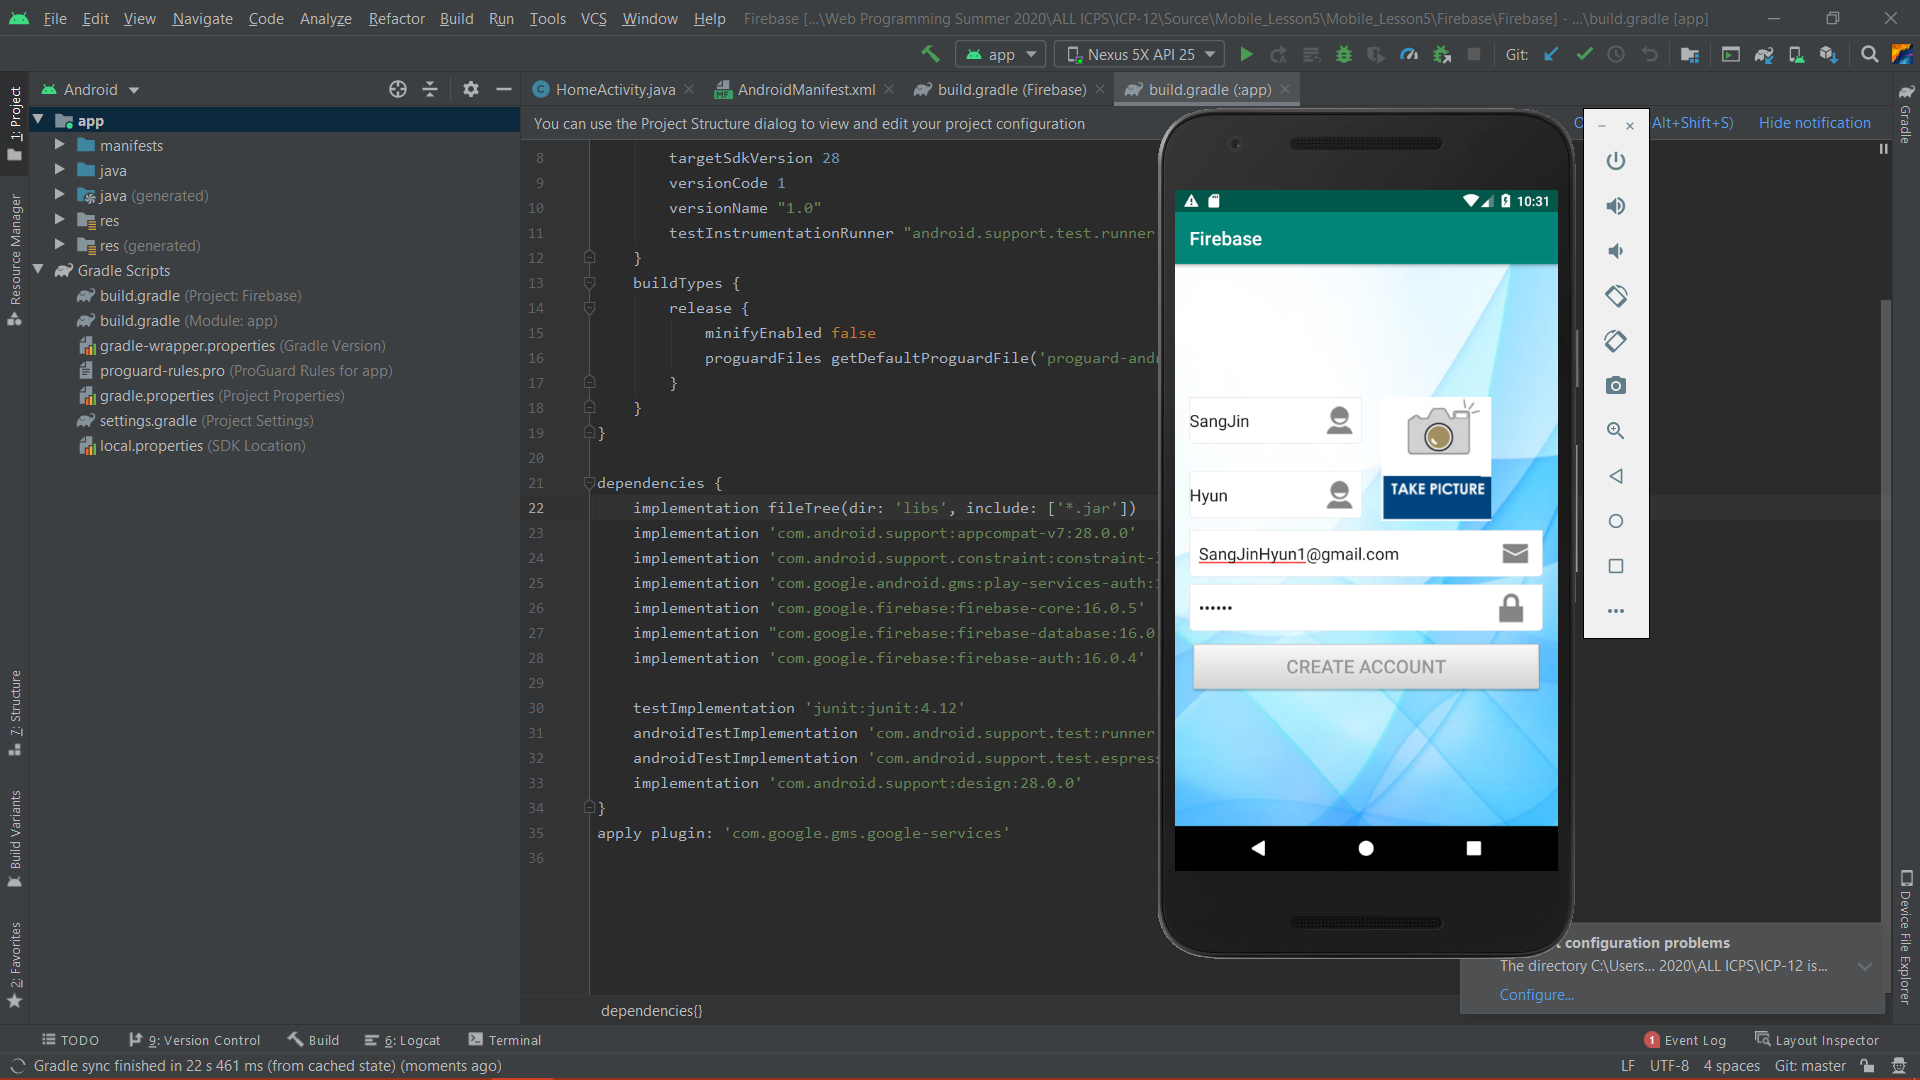 File Edit View Navigate Code Analyze Refactor Build Run Tools VCS Window Help Firebase [...\Web Programming Summer 2020\ALL ICPS\ICP-12\Source\Mobile_Lesson5\Mobile_Lesson5\Firebase\Firebase] - ...\build.gradle [app]
app Nexus 5X API 25 Git:
Android HomeActivity.java AndroidManifest.xml build.gradle (Firebase) build.gradle (:app)
You can use the Project Structure dialog to view and edit your project configuration Alt+Shift+S) Hide notification
1: Project
Resource Manager
7: Structure
Build Variants
2: Favorites
app
manifests
java
java (generated)
res
res (generated)
Gradle Scripts
build.gradle (Project: Firebase)
build.gradle (Module: app)
gradle-wrapper.properties (Gradle Version)
proguard-rules.pro (ProGuard Rules for app)
gradle.properties (Project Properties)
settings.gradle (Project Settings)
local.properties (SDK Location)
8 targetSdkVersion 28
9 versionCode 1
10 versionName "1.0"
11 testInstrumentationRunner "android.support.test.runner
12 }
13 buildTypes {
14 release {
15 minifyEnabled false
16 proguardFiles getDefaultProguardFile('proguard-and
17 }
18 }
19 }
20
21 dependencies {
22 implementation fileTree(dir: 'libs', include: ['*.jar'])
23 implementation 'com.android.support:appcompat-v7:28.0.0'
24 implementation 'com.android.support.constraint:constraint-
25 implementation 'com.google.android.gms:play-services-auth:
26 implementation 'com.google.firebase:firebase-core:16.0.5'
27 implementation "com.google.firebase:firebase-database:16.0
28 implementation 'com.google.firebase:firebase-auth:16.0.4'
29
30 testImplementation 'junit:junit:4.12'
31 androidTestImplementation 'com.android.support.test:runner
32 androidTestImplementation 'com.android.support.test.espres
33 implementation 'com.android.support:design:28.0.0'
34 }
35 apply plugin: 'com.google.gms.google-services'
36
dependencies{}
10:31
Firebase
SangJin
TAKE PICTURE
Hyun
SangJinHyun1@gmail.com
••••••
CREATE ACCOUNT
Gradle
Device File Explorer
configuration problems
The directory C:\Users... 2020\ALL ICPS\ICP-12 is...
Configure...
TODO 9: Version Control Build 6: Logcat Terminal 1 Event Log Layout Inspector
Gradle sync finished in 22 s 461 ms (from cached state) (moments ago) LF UTF-8 4 spaces Git: master